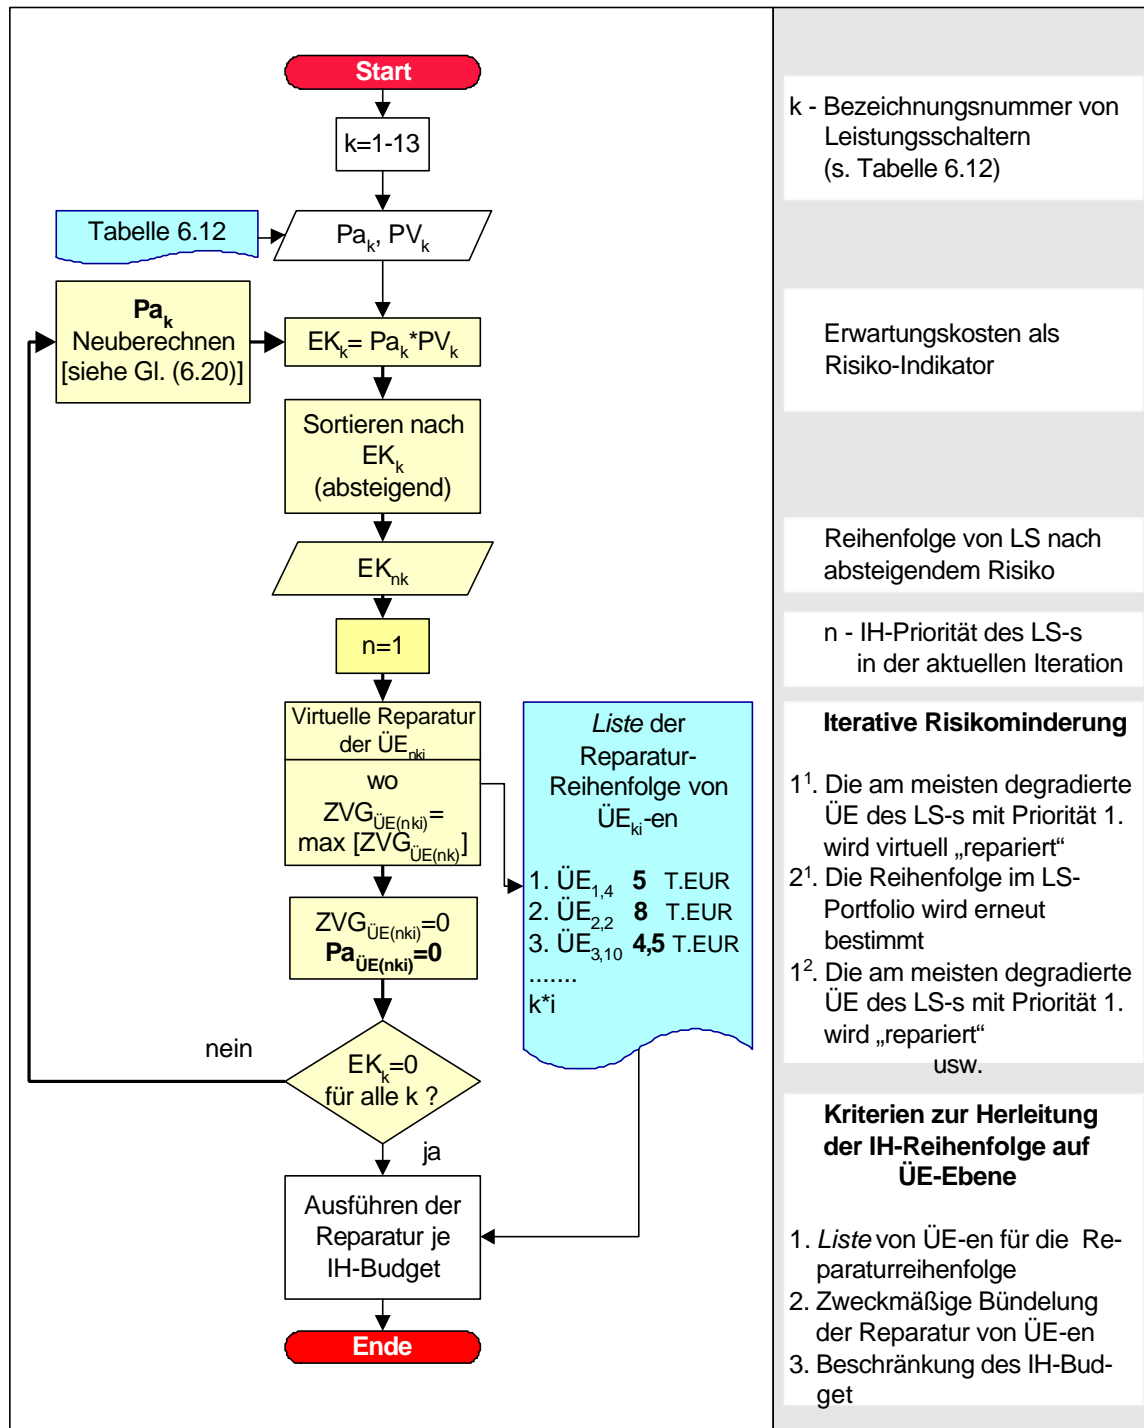 Start
k=1-13
Tabelle 6.12
Pa_k, PV_k
Pa_k
Neuberechnen
[siehe Gl. (6.20)]
EK_k= Pa_k*PV_k
Sortieren nach
EK_k
(absteigend)
EK_nk
n=1
Virtuelle Reparatur
der ÜE_nki
wo
ZVG_ÜE(nki)=
max [ZVG_ÜE(nk)]
ZVG_ÜE(nki)=0
Pa_ÜE(nki)=0
nein
EK_k=0
für alle k ?
ja
Ausführen der
Reparatur je
IH-Budget
Ende
Liste der
Reparatur-
Reihenfolge von
ÜE_ki-en
1. ÜE_1,4 5 T.EUR
2. ÜE_2,2 8 T.EUR
3. ÜE_3,10 4,5 T.EUR
.......
k*i
k - Bezeichnungsnummer von
Leistungsschaltern
(s. Tabelle 6.12)
Erwartungskosten als
Risiko-Indikator
Reihenfolge von LS nach
absteigendem Risiko
n - IH-Priorität des LS-s
in der aktuellen Iteration
Iterative Risikominderung
1¹. Die am meisten degradierte
ÜE des LS-s mit Priorität 1.
wird virtuell „repariert“
2¹. Die Reihenfolge im LS-
Portfolio wird erneut
bestimmt
1². Die am meisten degradierte
ÜE des LS-s mit Priorität 1.
wird „repariert“
usw.
Kriterien zur Herleitung
der IH-Reihenfolge auf
ÜE-Ebene
1. Liste von ÜE-en für die Re-
paraturreihenfolge
2. Zweckmäßige Bündelung
der Reparatur von ÜE-en
3. Beschränkung des IH-Bud-
get